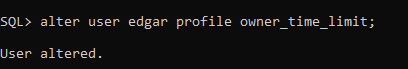 SQL> alter user edgar profile owner_time_limit;
User altered.